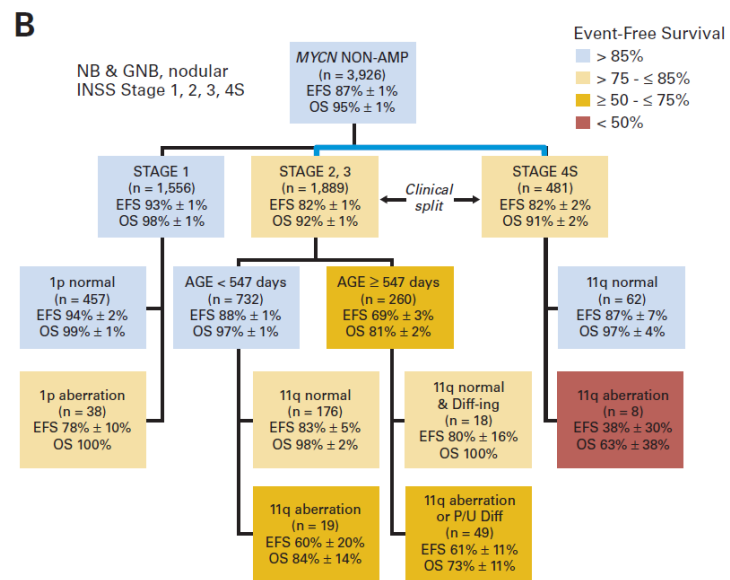 B
NB & GNB, nodular
INSS Stage 1, 2, 3, 4S
MYCN NON-AMP
(n = 3,926)
EFS 87% ± 1%
OS 95% ± 1%
Event-Free Survival
> 85%
> 75 - ≤ 85%
≥ 50 - ≤ 75%
< 50%
STAGE 1
(n = 1,556)
EFS 93% ± 1%
OS 98% ± 1%
STAGE 2, 3
(n = 1,889)
EFS 82% ± 1%
OS 92% ± 1%
Clinical
split
STAGE 4S
(n = 481)
EFS 82% ± 2%
OS 91% ± 2%
1p normal
(n = 457)
EFS 94% ± 2%
OS 99% ± 1%
AGE < 547 days
(n = 732)
EFS 88% ± 1%
OS 97% ± 1%
AGE ≥ 547 days
(n = 260)
EFS 69% ± 3%
OS 81% ± 2%
11q normal
(n = 62)
EFS 87% ± 7%
OS 97% ± 4%
1p aberration
(n = 38)
EFS 78% ± 10%
OS 100%
11q normal
(n = 176)
EFS 83% ± 5%
OS 98% ± 2%
11q normal
& Diff-ing
(n = 18)
EFS 80% ± 16%
OS 100%
11q aberration
(n = 8)
EFS 38% ± 30%
OS 63% ± 38%
11q aberration
(n = 19)
EFS 60% ± 20%
OS 84% ± 14%
11q aberration
or P/U Diff
(n = 49)
EFS 61% ± 11%
OS 73% ± 11%